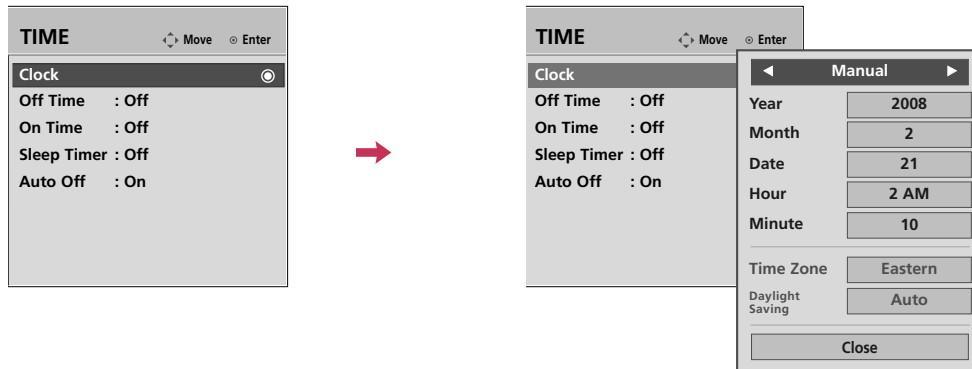 TIME Move Enter
Clock
Off Time : Off
On Time : Off
Sleep Timer : Off
Auto Off : On
TIME Move Enter
Clock
Off Time : Off
On Time : Off
Sleep Timer : Off
Auto Off : On
Manual
Year 2008
Month 2
Date 21
Hour 2 AM
Minute 10
Time Zone Eastern
Daylight
Saving Auto
Close